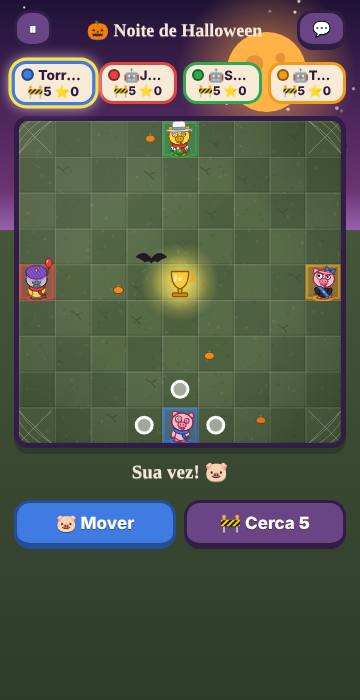 🎃 Noite de Halloween
Torr... 🤖J... 🤖S... 🤖T...
🚧5 ⭐0 🚧5 ⭐0 🚧5 ⭐0 🚧5 ⭐0
Sua vez! 🐷
🐷 Mover
🚧 Cerca 5